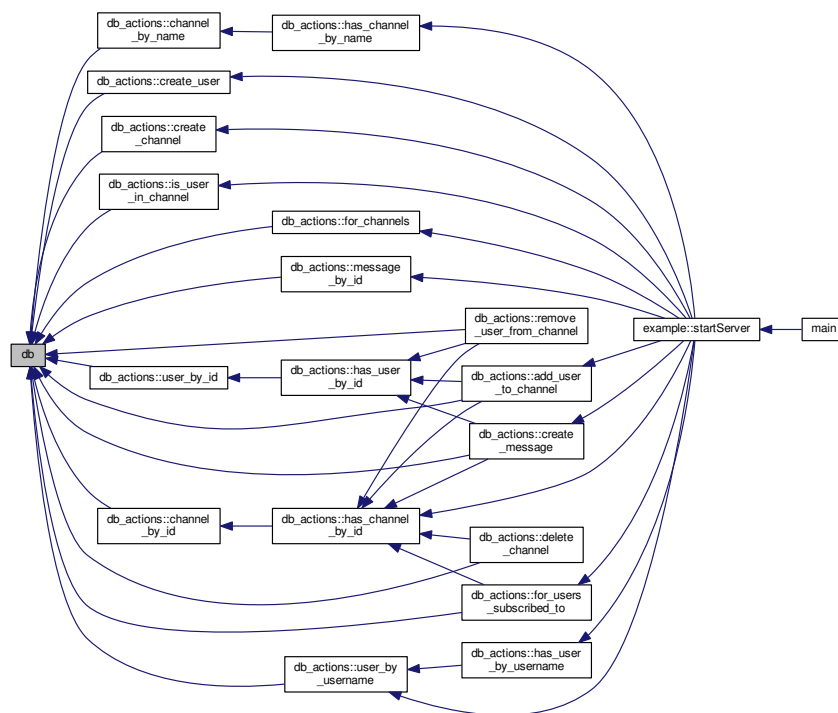 db_actions::channel
_by_name
db_actions::has_channel
_by_name
db_actions::create_user
db_actions::create
_channel
db_actions::is_user
_in_channel
db_actions::for_channels
db_actions::message
_by_id
db_actions::remove
_user_from_channel
example::startServer
main
db
db_actions::user_by_id
db_actions::has_user
_by_id
db_actions::add_user
_to_channel
db_actions::create
_message
db_actions::channel
_by_id
db_actions::has_channel
_by_id
db_actions::delete
_channel
db_actions::for_users
_subscribed_to
db_actions::user_by
_username
db_actions::has_user
_by_username